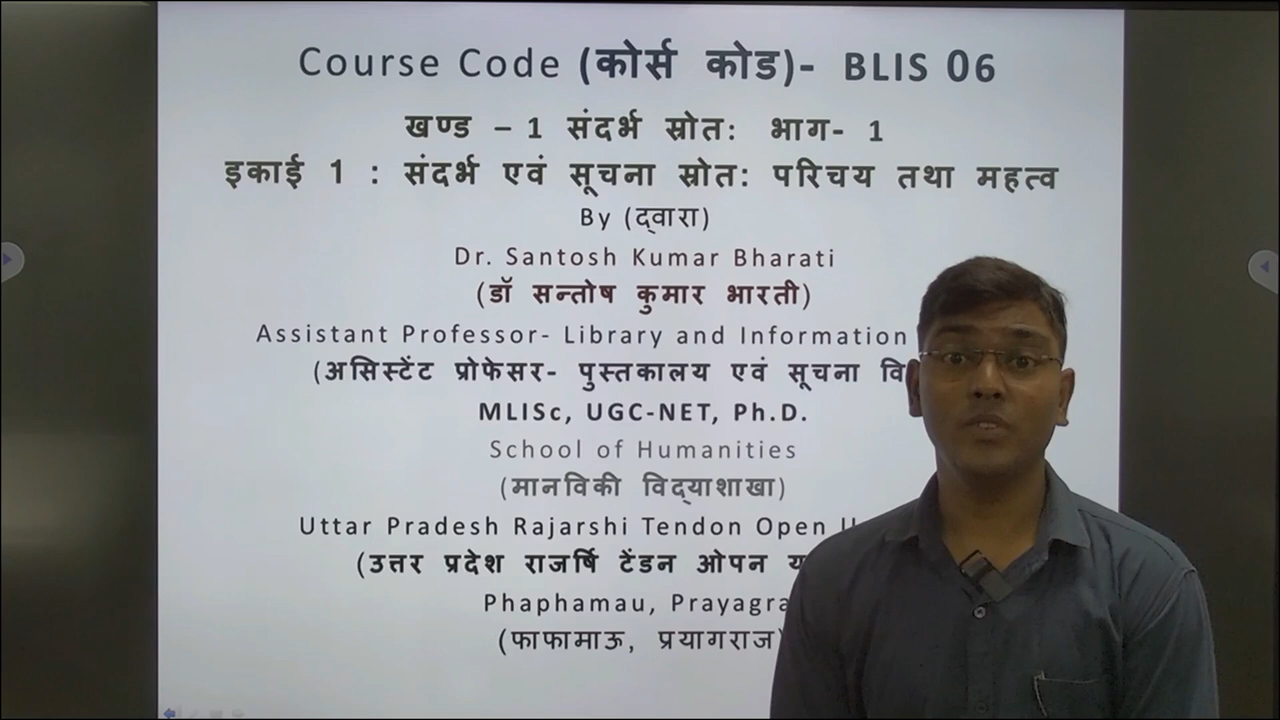 Course Code (कोर्स कोड)- BLIS 06
खण्ड – 1 संदर्भ स्रोत: भाग- 1
इकाई 1 : संदर्भ एवं सूचना स्रोत: परिचय तथा महत्व
By (द्वारा)
Dr. Santosh Kumar Bharati
(डॉ सन्तोष कुमार भारती)
Assistant Professor- Library and Information
(असिस्टेंट प्रोफेसर- पुस्तकालय एवं सूचना
MLISc, UGC-NET, Ph.D.
School of Humanities
(मानविकी विद्याशाखा)
Uttar Pradesh Rajarshi Tendon Open
(उत्तर प्रदेश राजर्षि टेंडन ओपन
Phaphamau,
(फाफामाऊ, प्रयागराज)